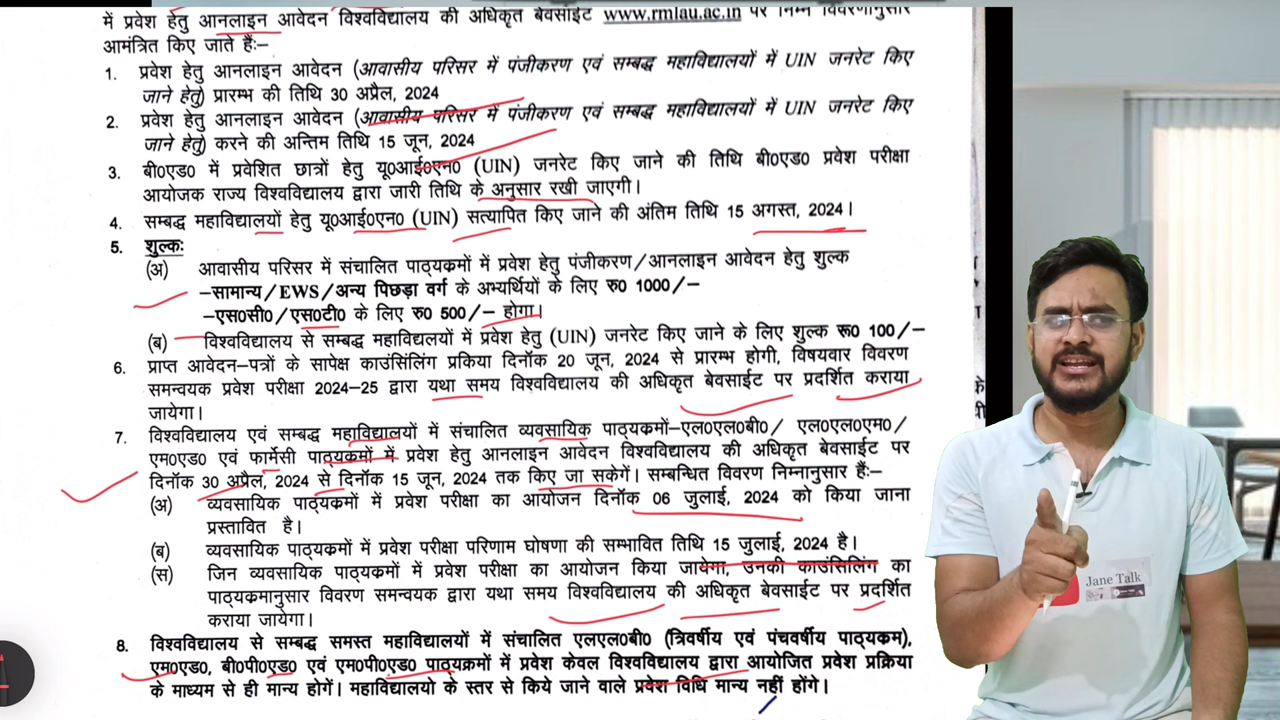 में प्रवेश हेतु आनलाइन आवेदन विश्वविद्यालय की अधिकृत बेवसाईट www.rmlau.ac.in पर निम्न विवरणानुसार
आमंत्रित किए जाते हैः–
1. प्रवेश हेतु आनलाइन आवेदन (आवासीय परिसर में पंजीकरण एवं सम्बद्ध महाविद्यालयों में UIN जनरेट किए
जाने हेतु) प्रारम्भ की तिथि 30 अप्रैल, 2024
2. प्रवेश हेतु आनलाइन आवेदन (आवासीय परिसर में पंजीकरण एवं सम्बद्ध महाविद्यालयों में UIN जनरेट किए
जाने हेतु) करने की अन्तिम तिथि 15 जून, 2024
3. बी0एड0 में प्रवेशित छात्रों हेतु यू0आई0एन0 (UIN) जनरेट किए जाने की तिथि बी0एड0 प्रवेश परीक्षा
आयोजक राज्य विश्वविद्यालय द्वारा जारी तिथि के अनुसार रखी जाएगी।
4. सम्बद्ध महाविद्यालयों हेतु यू0आई0एन0 (UIN) सत्यापित किए जाने की अंतिम तिथि 15 अगस्त, 2024।
5. शुल्कः
(अ) आवासीय परिसर में संचालित पाठ्यक्रमों में प्रवेश हेतु पंजीकरण/आनलाइन आवेदन हेतु शुल्क
–सामान्य/EWS/अन्य पिछड़ा वर्ग के अभ्यर्थियों के लिए रु0 1000/–
–एस0सी0/एस0टी0 के लिए रु0 500/– होगा।
(ब) विश्वविद्यालय से सम्बद्ध महाविद्यालयों में प्रवेश हेतु (UIN) जनरेट किए जाने के लिए शुल्क रू0 100/–
6. प्राप्त आवेदन–पत्रों के सापेक्ष काउंसिलिंग प्रकिया दिनॉक 20 जून, 2024 से प्रारम्भ होगी, विषयवार विवरण
समन्वयक प्रवेश परीक्षा 2024–25 द्वारा यथा समय विश्वविद्यालय की अधिकृत बेवसाईट पर प्रदर्शित कराया
जायेगा।
7. विश्वविद्यालय एवं सम्बद्ध महाविद्यालयों में संचालित व्यवसायिक पाठ्यक्रमों–एल0एल0बी0/ एल0एल0एम0/
एम0एड0 एवं फार्मेसी पाठ्यक्रमों में प्रवेश हेतु आनलाइन आवेदन विश्वविद्यालय की अधिकृत बेवसाईट पर
दिनॉक 30 अप्रैल, 2024 से दिनॉक 15 जून, 2024 तक किए जा सकेगें। सम्बन्धित विवरण निम्नानुसार हैः–
(अ) व्यवसायिक पाठ्यक्रमों में प्रवेश परीक्षा का आयोजन दिनॉक 06 जुलाई, 2024 को किया जाना
प्रस्तावित है।
(ब) व्यवसायिक पाठ्यक्रमों में प्रवेश परीक्षा परिणाम घोषणा की सम्भावित तिथि 15 जुलाई, 2024 है।
(स) जिन व्यवसायिक पाठ्यक्रमों में प्रवेश परीक्षा का आयोजन किया जायेगा, उनकी काउंसिलिंग का
पाठ्यक्रमानुसार विवरण समन्वयक द्वारा यथा समय विश्वविद्यालय की अधिकृत बेवसाईट पर प्रदर्शित
कराया जायेगा।
8. विश्वविद्यालय से सम्बद्ध समस्त महाविद्यालयों में संचालित एलएल0बी0 (त्रिवर्षीय एवं पंचवर्षीय पाठ्यक्रम),
एम0एड0, बी0पी0एड0 एवं एम0पी0एड0 पाठ्यक्रमों में प्रवेश केवल विश्वविद्यालय द्वारा आयोजित प्रवेश प्रक्रिया
के माध्यम से ही मान्य होगें। महाविद्यालयो के स्तर से किये जाने वाले प्रवेश विधि मान्य नहीं होंगे।
Jane Talk